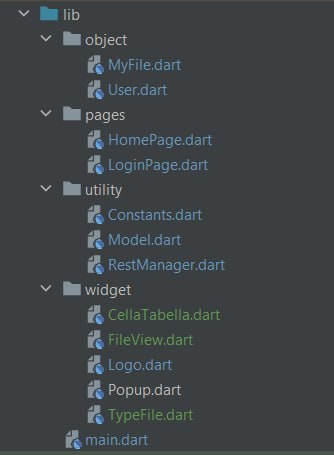 lib
object
MyFile.dart
User.dart
pages
HomePage.dart
LoginPage.dart
utility
Constants.dart
Model.dart
RestManager.dart
widget
CellaTabella.dart
FileView.dart
Logo.dart
Popup.dart
TypeFile.dart
main.dart